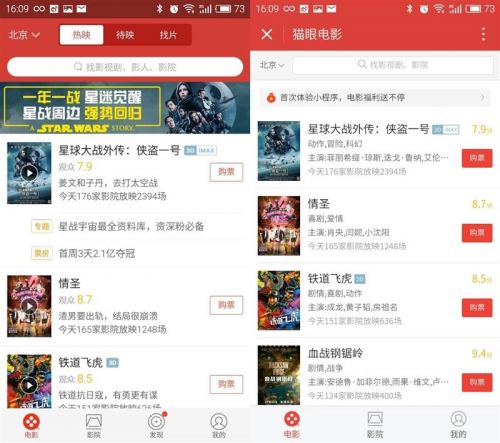 16:09
73
北京
热映
待映
找片
找影视剧、影人、影院
一年一战 星迷觉醒
星战周边 强势回归
A STAR WARS STORY.
星球大战外传：侠盗一号 3D IMAX
观众 7.9
姜文和子丹，去打太空战
今天176家影院放映2394场
购票
专题 星战宇宙最全资料库，资深粉必备
票房 首周3天2.1亿夺冠
情圣
观众 8.7
渣男要出轨，结局很崩溃
今天165家影院放映1248场
购票
铁道飞虎 3D
观众 8.5
铁道抗日寇，有勇更有谋
今天152家影院放映625场
购票
电影
影院
发现
我的
16:09
73
猫眼电影
北京
找影视剧、影院
首次体验小程序，电影福利送不停
星球大战外传：侠盗一号 3D IMAX
7.9分
动作,冒险,科幻
主演:菲丽希缇·琼斯,迭戈·鲁纳,艾伦...
今天176家影院放映2394场
购票
情圣
8.7分
喜剧,爱情
主演:肖央,闫妮,小沈阳
今天165家影院放映1248场
购票
铁道飞虎 3D
8.5分
剧情,喜剧,动作
主演:成龙,黄子韬,房祖名
今天151家影院放映636场
购票
血战钢锯岭
9.4分
剧情,战争
主演:安德鲁·加菲尔德,雨果·维文,卢...
今天124家影院放映400场
购票
电影
影院
我的